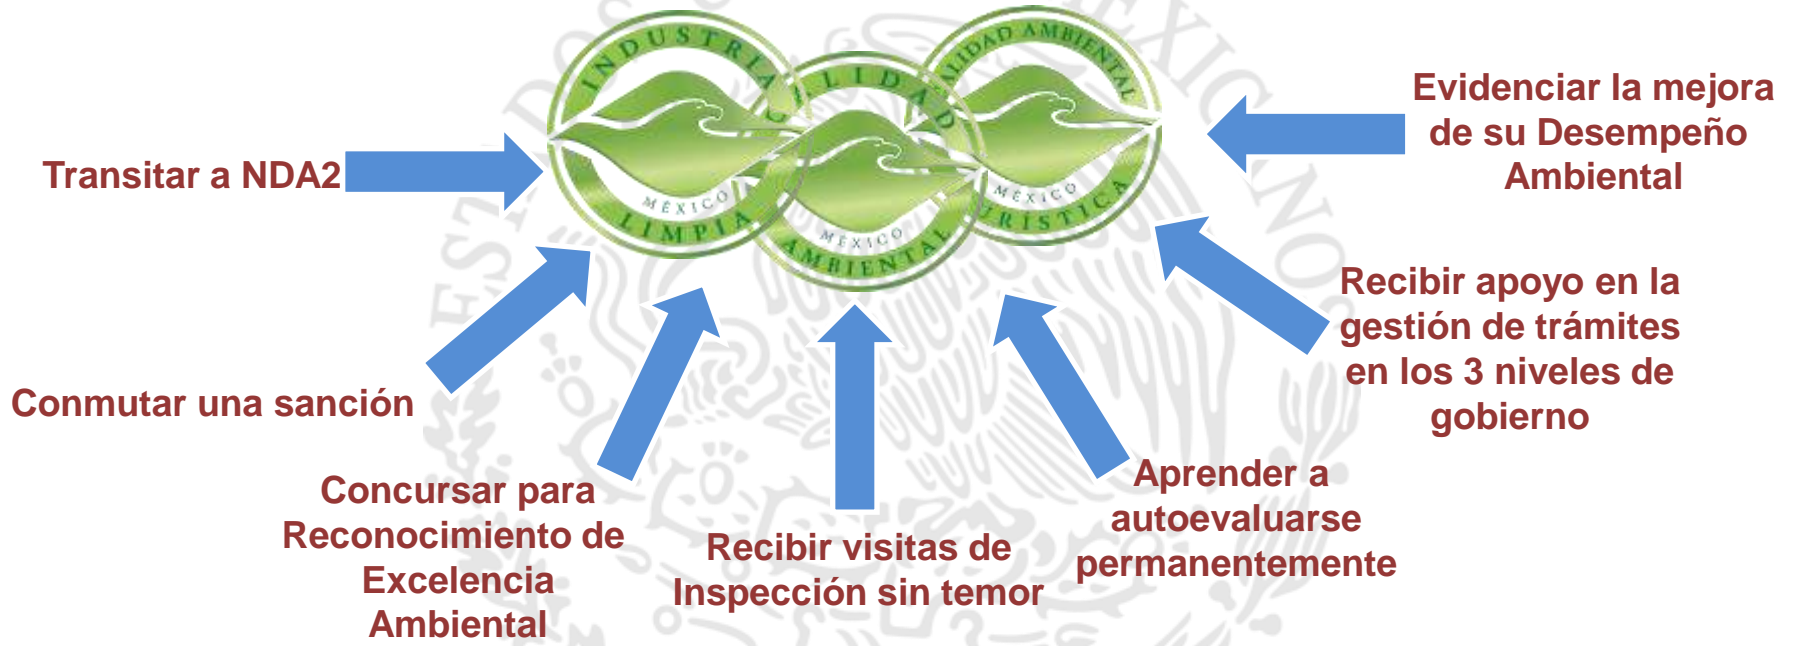 INDUSTRIA
LIMPIA
MÉXICO
CALIDAD
AMBIENTAL
MÉXICO
CALIDAD AMBIENTAL
TURÍSTICA
MÉXICO
ESTADOS
MEXICANOS
Transitar a NDA2
Evidenciar la mejora
de su Desempeño
Ambiental
Conmutar una sanción
Recibir apoyo en la
gestión de trámites
en los 3 niveles de
gobierno
Concursar para
Reconocimiento de
Excelencia
Ambiental
Recibir visitas de
Inspección sin temor
Aprender a
autoevaluarse
permanentemente